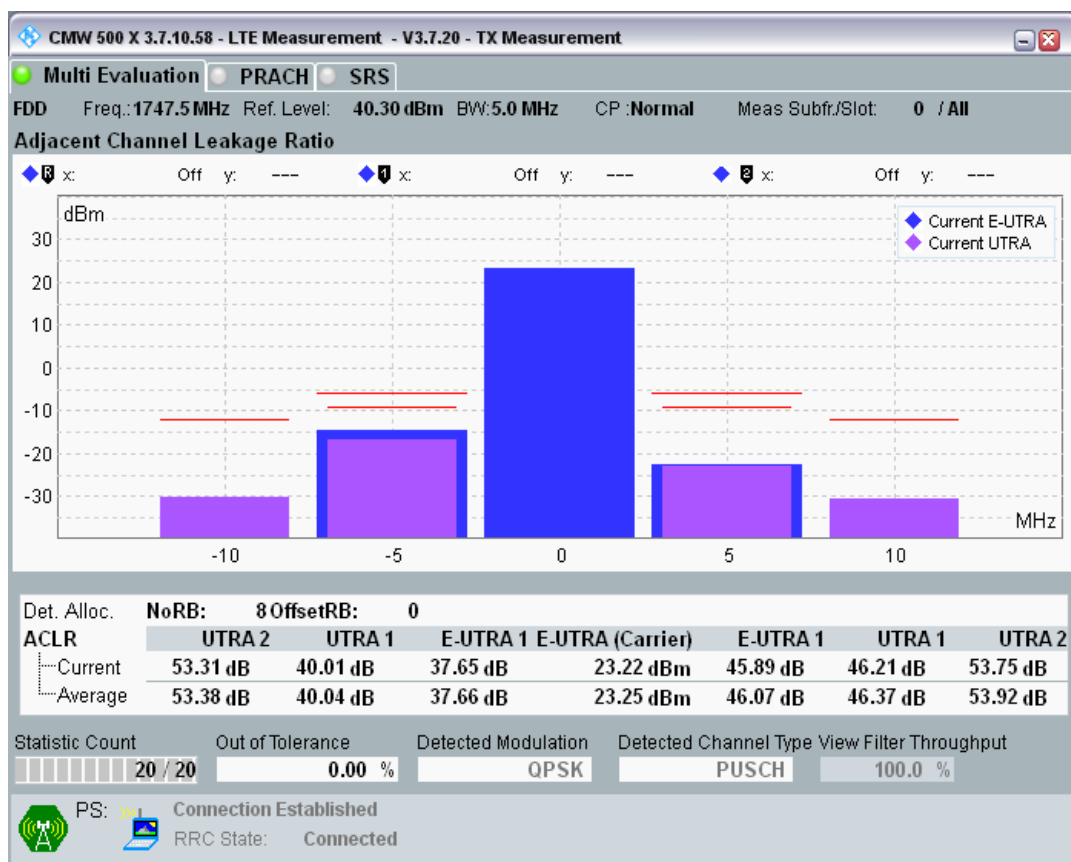 CMW 500 X 3.7.10.58 - LTE Measurement - V3.7.20 - TX Measurement
Multi Evaluation PRACH SRS
FDD Freq.: 1747.5 MHz Ref. Level: 40.30 dBm BW: 5.0 MHz CP : Normal Meas Subfr./Slot: 0 / All
Adjacent Channel Leakage Ratio
R x: Off y: --- 1 x: Off y: --- 2 x: Off y: ---
dBm
Current E-UTRA
Current UTRA
30
20
10
0
-10
-20
-30
MHz
-10 -5 0 5 10
Det. Alloc. NoRB: 8 OffsetRB: 0
ACLR UTRA 2 UTRA 1 E-UTRA 1 E-UTRA (Carrier) E-UTRA 1 UTRA 1 UTRA 2
Current 53.31 dB 40.01 dB 37.65 dB 23.22 dBm 45.89 dB 46.21 dB 53.75 dB
Average 53.38 dB 40.04 dB 37.66 dB 23.25 dBm 46.07 dB 46.37 dB 53.92 dB
Statistic Count Out of Tolerance Detected Modulation Detected Channel Type View Filter Throughput
20 / 20 0.00 % QPSK PUSCH 100.0 %
PS: Connection Established
RRC State: Connected